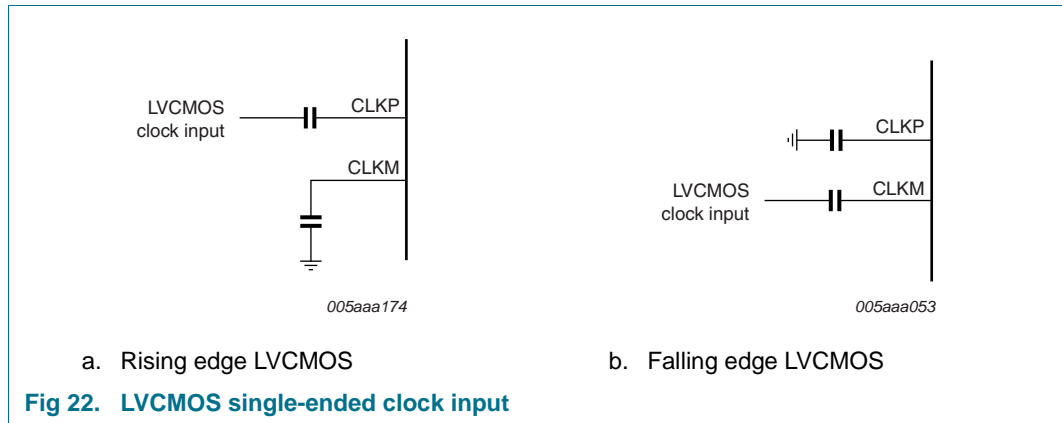 LVCMOS
clock input
CLKP
CLKM
005aaa174
a. Rising edge LVCMOS
CLKP
LVCMOS
clock input
CLKM
005aaa053
b. Falling edge LVCMOS
Fig 22. LVCMOS single-ended clock input